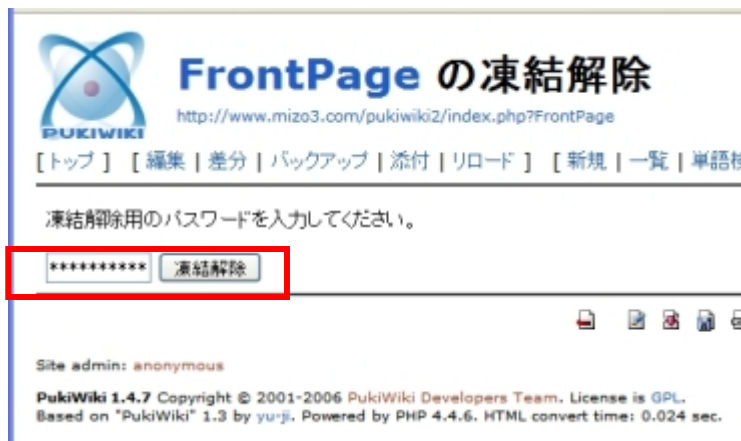 FrontPage の凍結解除
http://www.mizo3.com/pukiwiki2/index.php?FrontPage
PUKIWIKI
[ トップ ] [ 編集 | 差分 | バックアップ | 添付 | リロード ] [ 新規 | 一覧 | 単語検
凍結解除用のパスワードを入力してください。
********** 凍結解除
Site admin: anonymous
PukiWiki 1.4.7 Copyright © 2001-2006 PukiWiki Developers Team. License is GPL.
Based on "PukiWiki" 1.3 by yu-ji. Powered by PHP 4.4.6. HTML convert time: 0.024 sec.